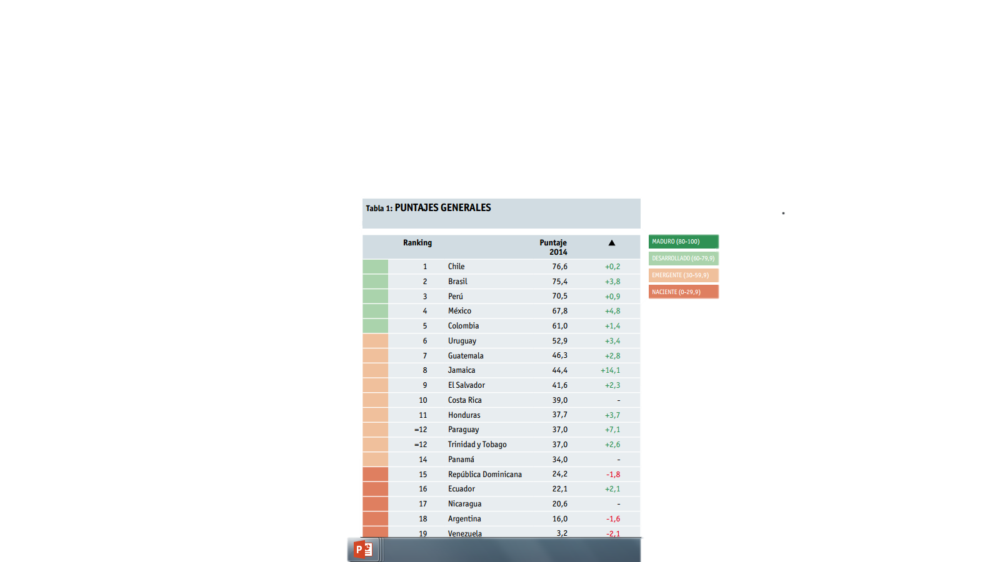 Tabla 1: PUNTAJES GENERALES
Ranking Puntaje 2014 ▲
1 Chile 76,6 +0,2
2 Brasil 75,4 +3,8
3 Perú 70,5 +0,9
4 México 67,8 +4,8
5 Colombia 61,0 +1,4
6 Uruguay 52,9 +3,4
7 Guatemala 46,3 +2,8
8 Jamaica 44,4 +14,1
9 El Salvador 41,6 +2,3
10 Costa Rica 39,0 -
11 Honduras 37,7 +3,7
=12 Paraguay 37,0 +7,1
=12 Trinidad y Tobago 37,0 +2,6
14 Panamá 34,0 -
15 República Dominicana 24,2 -1,8
16 Ecuador 22,1 +2,1
17 Nicaragua 20,6 -
18 Argentina 16,0 -1,6
19 Venezuela 3,2 -2,1
MADURO (80-100)
DESARROLLADO (60-79,9)
EMERGENTE (30-59,9)
NACIENTE (0-29,9)
P